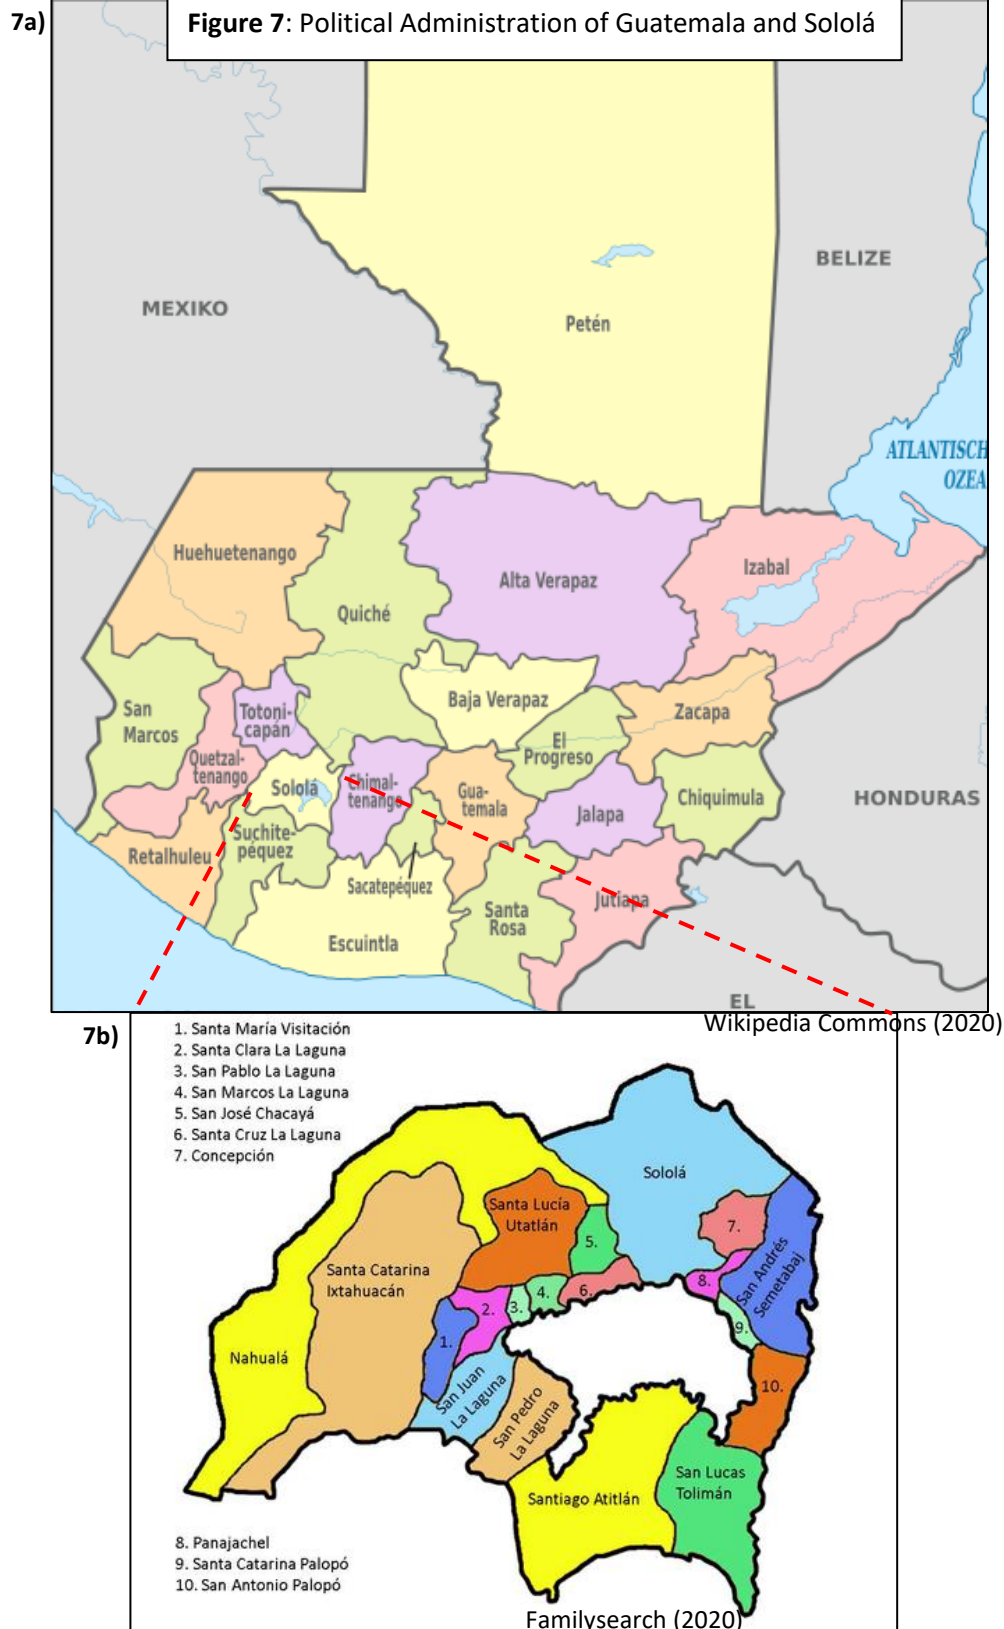 7a)
Figure 7: Political Administration of Guatemala and Sololá
BELIZE
MEXIKO
Petén
ATLANTISCH
OZEA
Huehuetenango
Alta Verapaz
Izabal
Quiché
Baja Verapaz
San
Marcos
Totoni-
capán
Zacapa
El
Progreso
Quetzal-
tenango
Sololá
Chimal-
tenango
Gua-
temala
Jalapa
Chiquimula
HONDURAS
Retalhuleu
Suchite-
péquez
Sacatepéquez
Jutiapa
Santa
Rosa
Escuintla
EL
Wikipedia Commons (2020)
7b)
1. Santa María Visitación
2. Santa Clara La Laguna
3. San Pablo La Laguna
4. San Marcos La Laguna
5. San José Chacayá
6. Santa Cruz La Laguna
7. Concepción
Sololá
Santa Lucía
Utatlán
7.
5.
Santa Catarina
Ixtahuacán
San Andrés
Semetabaj
8.
6.
4.
3.
2.
9.
1.
Nahualá
10.
San Juan
La Laguna
San Pedro
La Laguna
San Lucas
Tolimán
Santiago Atitlán
8. Panajachel
9. Santa Catarina Palopó
10. San Antonio Palopó
Familysearch (2020)